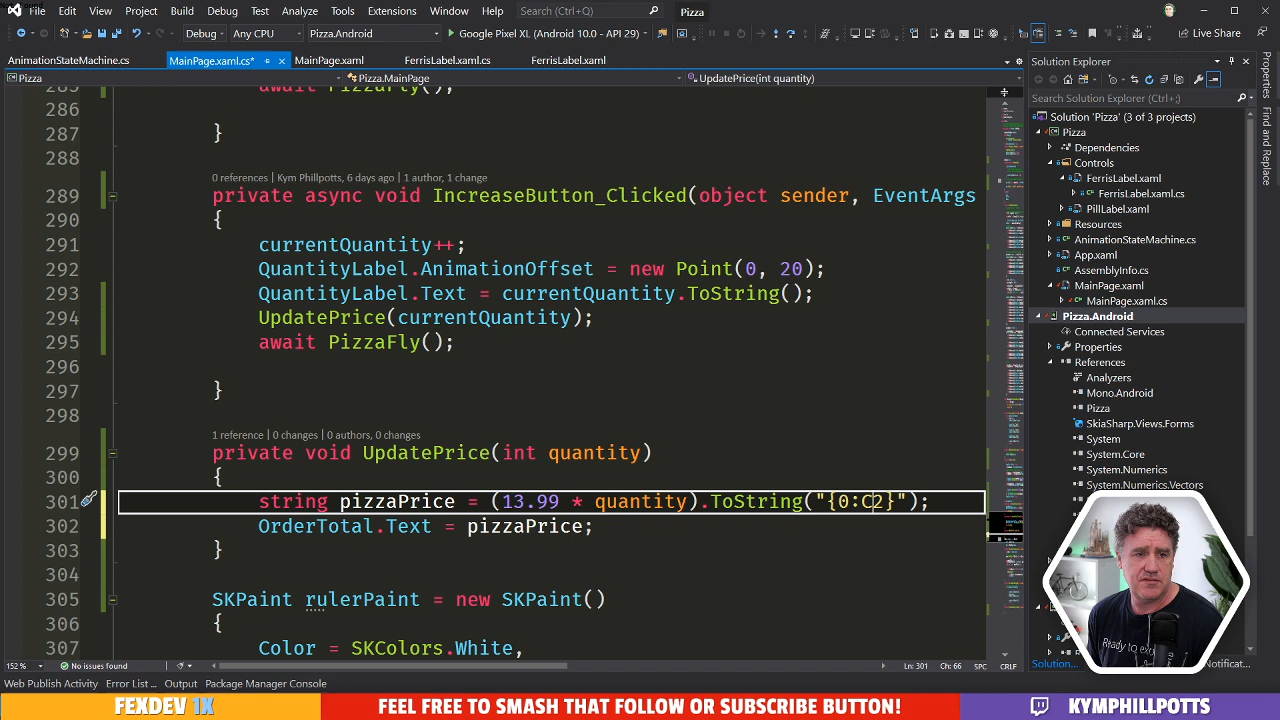 File Edit View Git Project Build Debug Test Analyze Tools Extensions Window Help Search (Ctrl+Q) Pizza
Debug Any CPU Pizza.Android Google Pixel XL (Android 10.0 - API 29) Live Share
AnimationStateMachine.cs MainPage.xaml.cs* MainPage.xaml FerrisLabel.xaml.cs FerrisLabel.xaml
Pizza Pizza.MainPage UpdatePrice(int quantity)
285 await PizzaFly();
286
287 }
288
0 references | Kym Phillpotts, 6 days ago | 1 author, 1 change
289 private async void IncreaseButton_Clicked(object sender, EventArgs
290 {
291 currentQuantity++;
292 QuantityLabel.AnimationOffset = new Point(0, 20);
293 QuantityLabel.Text = currentQuantity.ToString();
294 UpdatePrice(currentQuantity);
295 await PizzaFly();
296
297 }
298
1 reference | 0 changes | 0 authors, 0 changes
299 private void UpdatePrice(int quantity)
300 {
301 string pizzaPrice = (13.99 * quantity).ToString("{0:C2}");
302 OrderTotal.Text = pizzaPrice;
303 }
304
305 SKPaint rulerPaint = new SKPaint()
306 {
307 Color = SKColors.White,
152 % No issues found Ln: 301 Ch: 66 SPC CRLF
Web Publish Activity Error List ... Output Package Manager Console
Solution Explorer
Search Solution Explorer (Ctrl+;)
Solution 'Pizza' (3 of 3 projects)
Pizza
Dependencies
Controls
FerrisLabel.xaml
FerrisLabel.xaml.cs
PillLabel.xaml
Resources
AnimationStateMachine.cs
App.xaml
AssemblyInfo.cs
MainPage.xaml
MainPage.xaml.cs
Pizza.Android
Connected Services
Properties
References
Analyzers
Mono.Android
Pizza
SkiaSharp.Views.Forms
System
System.Core
System.Numerics
System.Numerics.Vectors
Solution... Notificat...
Properties
Find and Replace
Ready to
FEXDEV 1X FEEL FREE TO SMASH THAT FOLLOW OR SUBSCRIBE BUTTON! KYMPHILLPOTTS